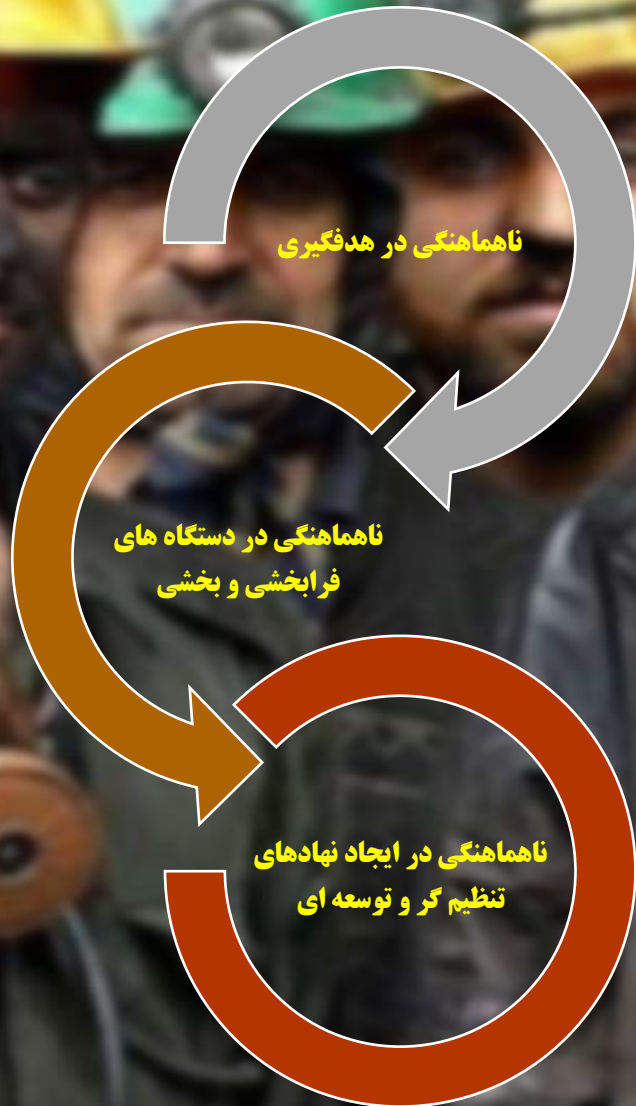 ناهماهنگی در هدفگیری
ناهماهنگی در دستگاه های
فرابخشی و بخشی
ناهماهنگی در ایجاد نهادهای
تنظیم گر و توسعه ای